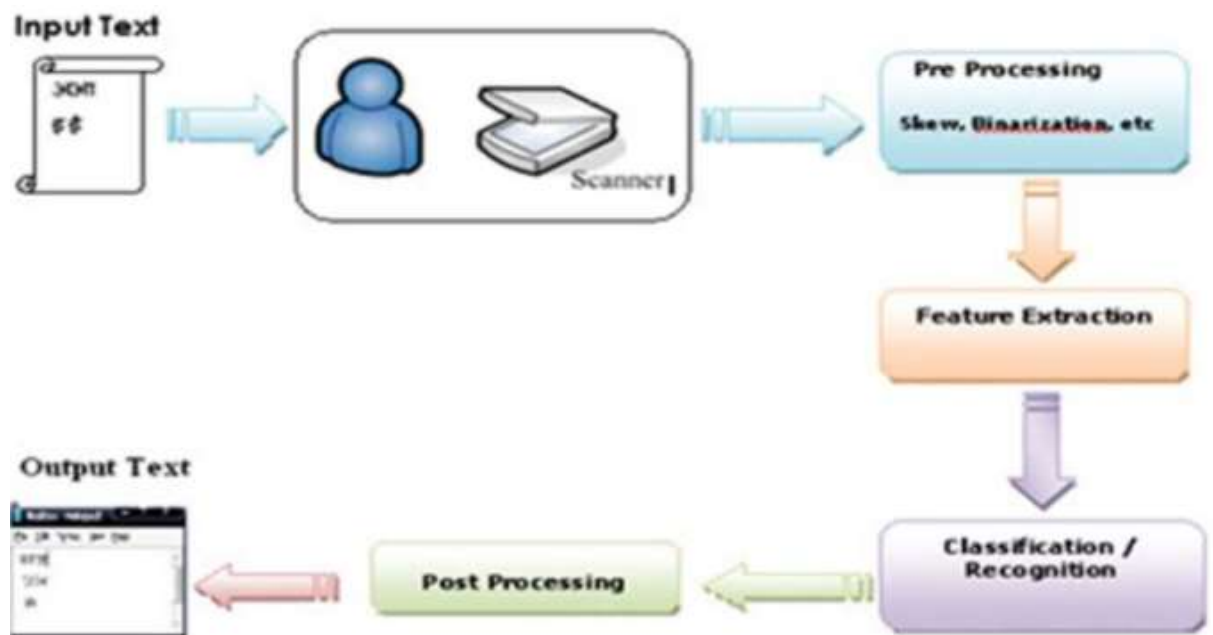 Input Text
Scanner
Pre Processing
Skew, Binarization, etc
Feature Extraction
Classification /
Recognition
Post Processing
Output Text